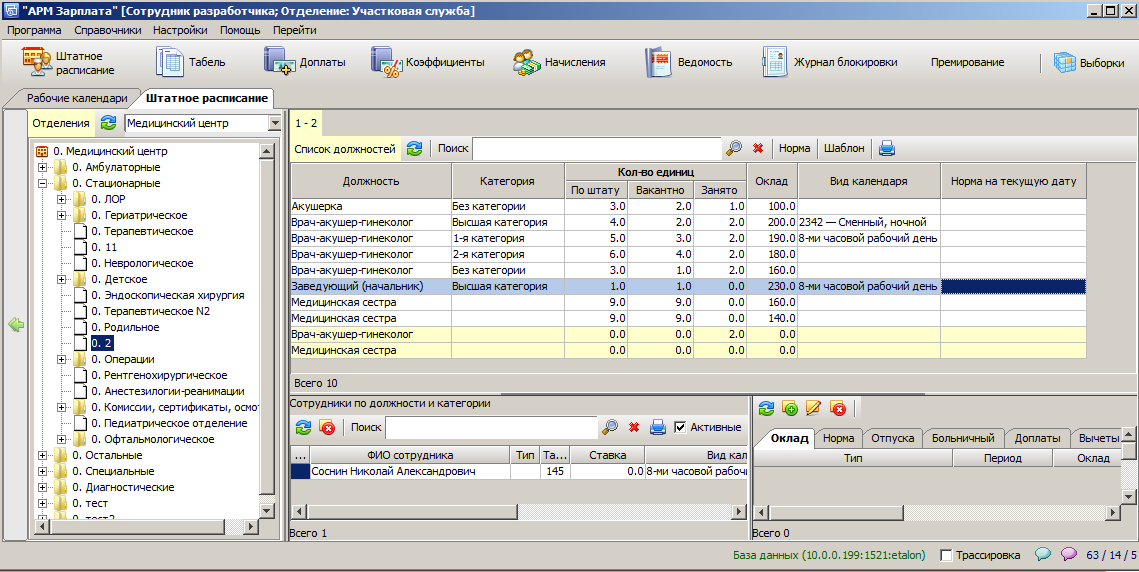 "АРМ Зарплата" [Сотрудник разработчика; Отделение: Участковая служба]
Программа Справочники Настройки Помощь Перейти
Штатное расписание Табель Доплаты Коэффициенты Начисления Ведомость Журнал блокировки Премирование Выборки
Рабочие календари Штатное расписание
Отделения Медицинский центр
0. Медицинский центр
0. Амбулаторные
0. Стационарные
0. ЛОР
0. Гериатрическое
0. Терапевтическое
0. 11
0. Неврологическое
0. Детское
0. Эндоскопическая хирургия
0. Терапевтическое N2
0. Родильное
0. 2
0. Операции
0. Рентгенохирургическое
0. Анестезилогии-реанимации
0. Комиссии, сертификаты, осмо
0. Педиатрическое отделение
0. Офтальмологическое
0. Остальные
0. Специальные
0. Диагностические
0. тест
0. тест2
1 - 2
Список должностей Поиск Норма Шаблон
Должность Категория Кол-во единиц Оклад Вид календаря Норма на текущую дату
По штату Вакантно Занято
Акушерка Без категории 3.0 2.0 1.0 100.0
Врач-акушер-гинеколог Высшая категория 4.0 2.0 2.0 200.0 2342 — Сменный, ночной
Врач-акушер-гинеколог 1-я категория 5.0 3.0 2.0 190.0 8-ми часовой рабочий день
Врач-акушер-гинеколог 2-я категория 6.0 4.0 2.0 180.0
Врач-акушер-гинеколог Без категории 3.0 1.0 2.0 160.0
Заведующий (начальник) Высшая категория 1.0 1.0 0.0 230.0 8-ми часовой рабочий день
Медицинская сестра 9.0 9.0 0.0 160.0
Медицинская сестра 9.0 9.0 0.0 140.0
Врач-акушер-гинеколог 0.0 0.0 2.0 0.0
Медицинская сестра 0.0 0.0 0.0 0.0
Всего 10
Сотрудники по должности и категории
Поиск Активные
... ФИО сотрудника Тип Та... Ставка Вид кал
Соснин Николай Александрович 145 0.0 8-ми часовой рабоч
Всего 1
Оклад Норма Отпуска Больничный Доплаты Вычеты
Тип Период Оклад
Всего 0
База данных (10.0.0.199:1521:etalon) Трассировка 63 / 14 / 5